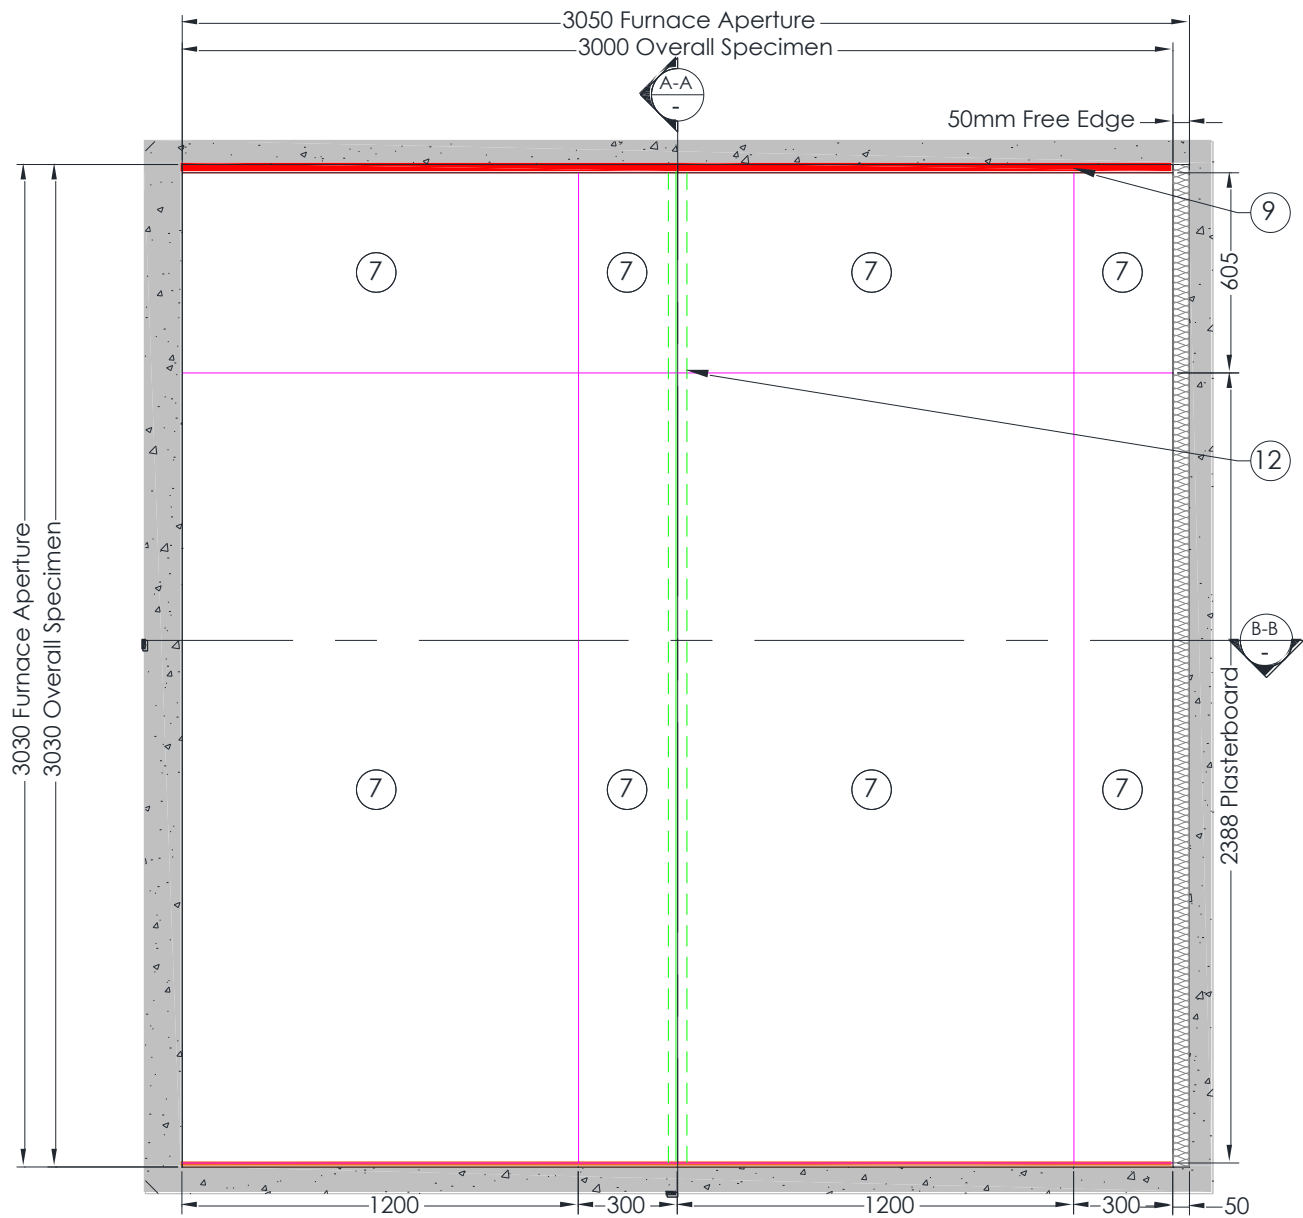 3050 Furnace Aperture
3000 Overall Specimen
A-A
-
50mm Free Edge
9
7 7 7 7
605
12
3030 Furnace Aperture
3030 Overall Specimen
B-B
-
2388 Plasterboard
7 7 7 7
1200 300 1200 300 50